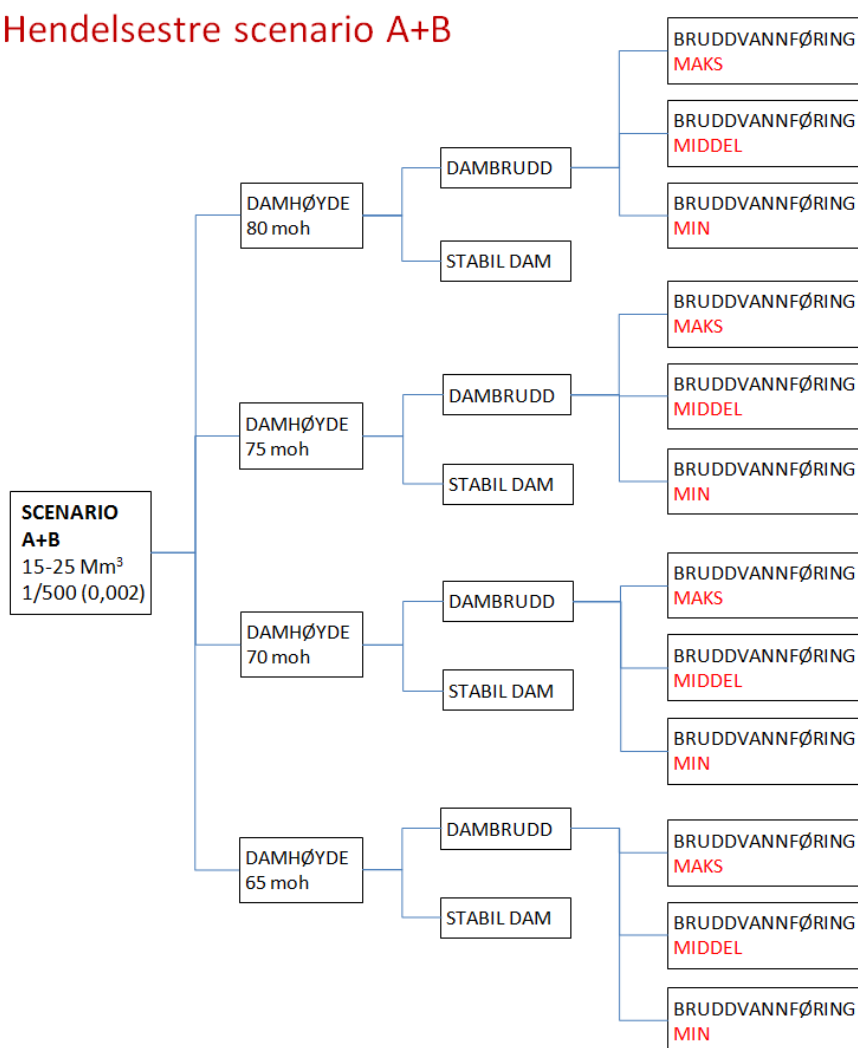 Hendelsestre scenario A+B
SCENARIO
A+B
15-25 Mm³
1/500 (0,002)
DAMHØYDE
80 moh
DAMBRUDD
STABIL DAM
BRUDDVANNFØRING
MAKS
BRUDDVANNFØRING
MIDDEL
BRUDDVANNFØRING
MIN
DAMHØYDE
75 moh
DAMBRUDD
STABIL DAM
BRUDDVANNFØRING
MAKS
BRUDDVANNFØRING
MIDDEL
BRUDDVANNFØRING
MIN
DAMHØYDE
70 moh
DAMBRUDD
STABIL DAM
BRUDDVANNFØRING
MAKS
BRUDDVANNFØRING
MIDDEL
BRUDDVANNFØRING
MIN
DAMHØYDE
65 moh
DAMBRUDD
STABIL DAM
BRUDDVANNFØRING
MAKS
BRUDDVANNFØRING
MIDDEL
BRUDDVANNFØRING
MIN